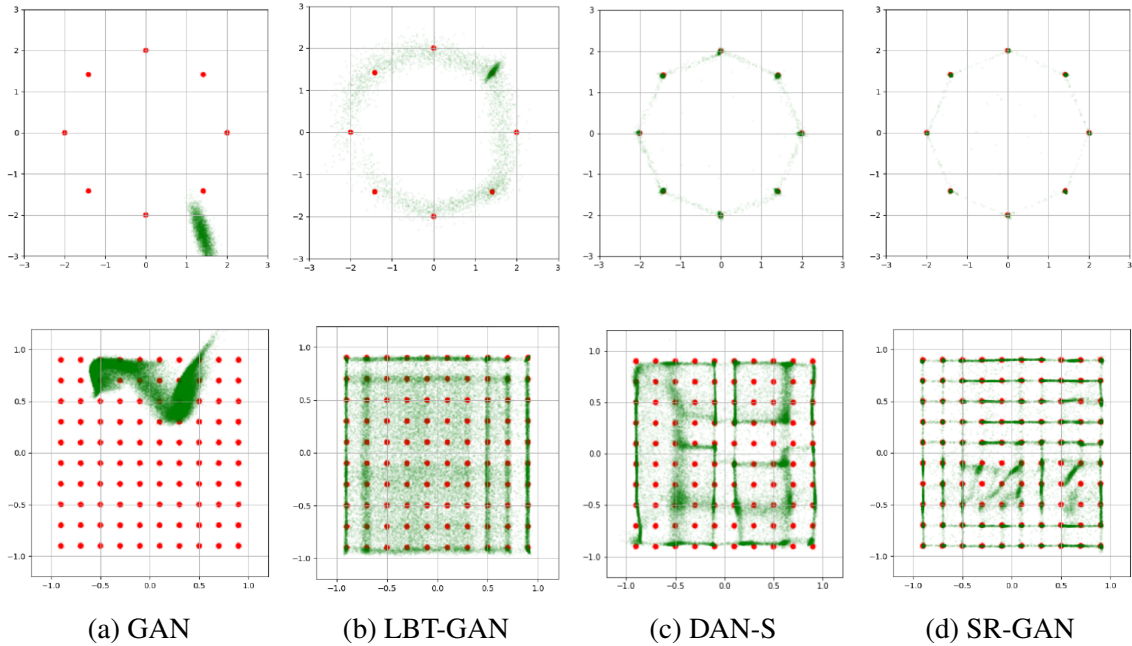 3 3 3 3
2 2 2 2
1 1 1 1
0 0 0 0
−1 −1 −1 −1
−2 −2 −2 −2
−3 −3 −3 −3
−3 −2 −1 0 1 2 3 −3 −2 −1 0 1 2 3 −3 −2 −1 0 1 2 3 −3 −2 −1 0 1 2 3
1.0 1.0 1.0 1.0
0.5 0.5 0.5 0.5
0.0 0.0 0.0 0.0
−0.5 −0.5 −0.5 −0.5
−1.0 −1.0 −1.0 −1.0
−1.0 −0.5 0.0 0.5 1.0 −1.0 −0.5 0.0 0.5 1.0 −1.0 −0.5 0.0 0.5 1.0 −1.0 −0.5 0.0 0.5 1.0
(a) GAN (b) LBT-GAN (c) DAN-S (d) SR-GAN